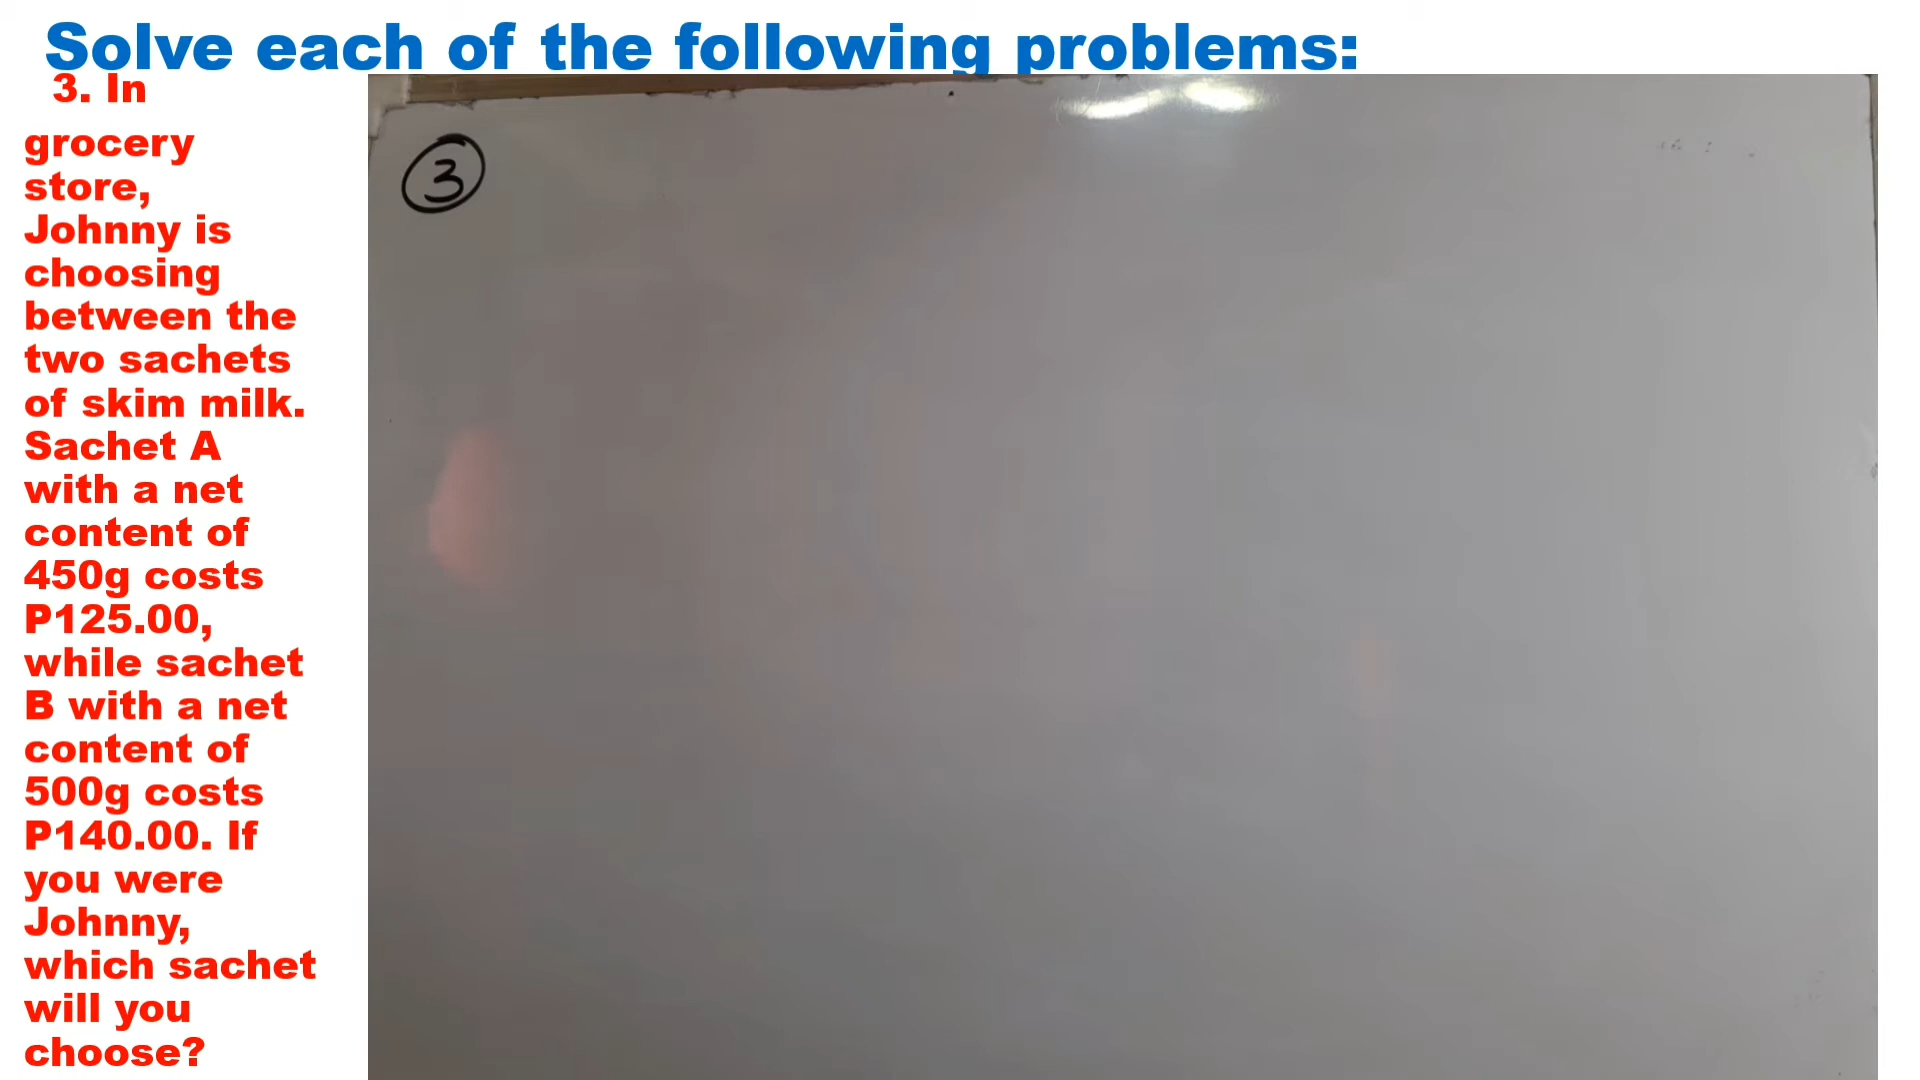 Solve each of the following problems:
3. In
grocery
store,
Johnny is
choosing
between the
two sachets
of skim milk.
Sachet A
with a net
content of
450g costs
P125.00,
while sachet
B with a net
content of
500g costs
P140.00. If
you were
Johnny,
which sachet
will you
choose?
3